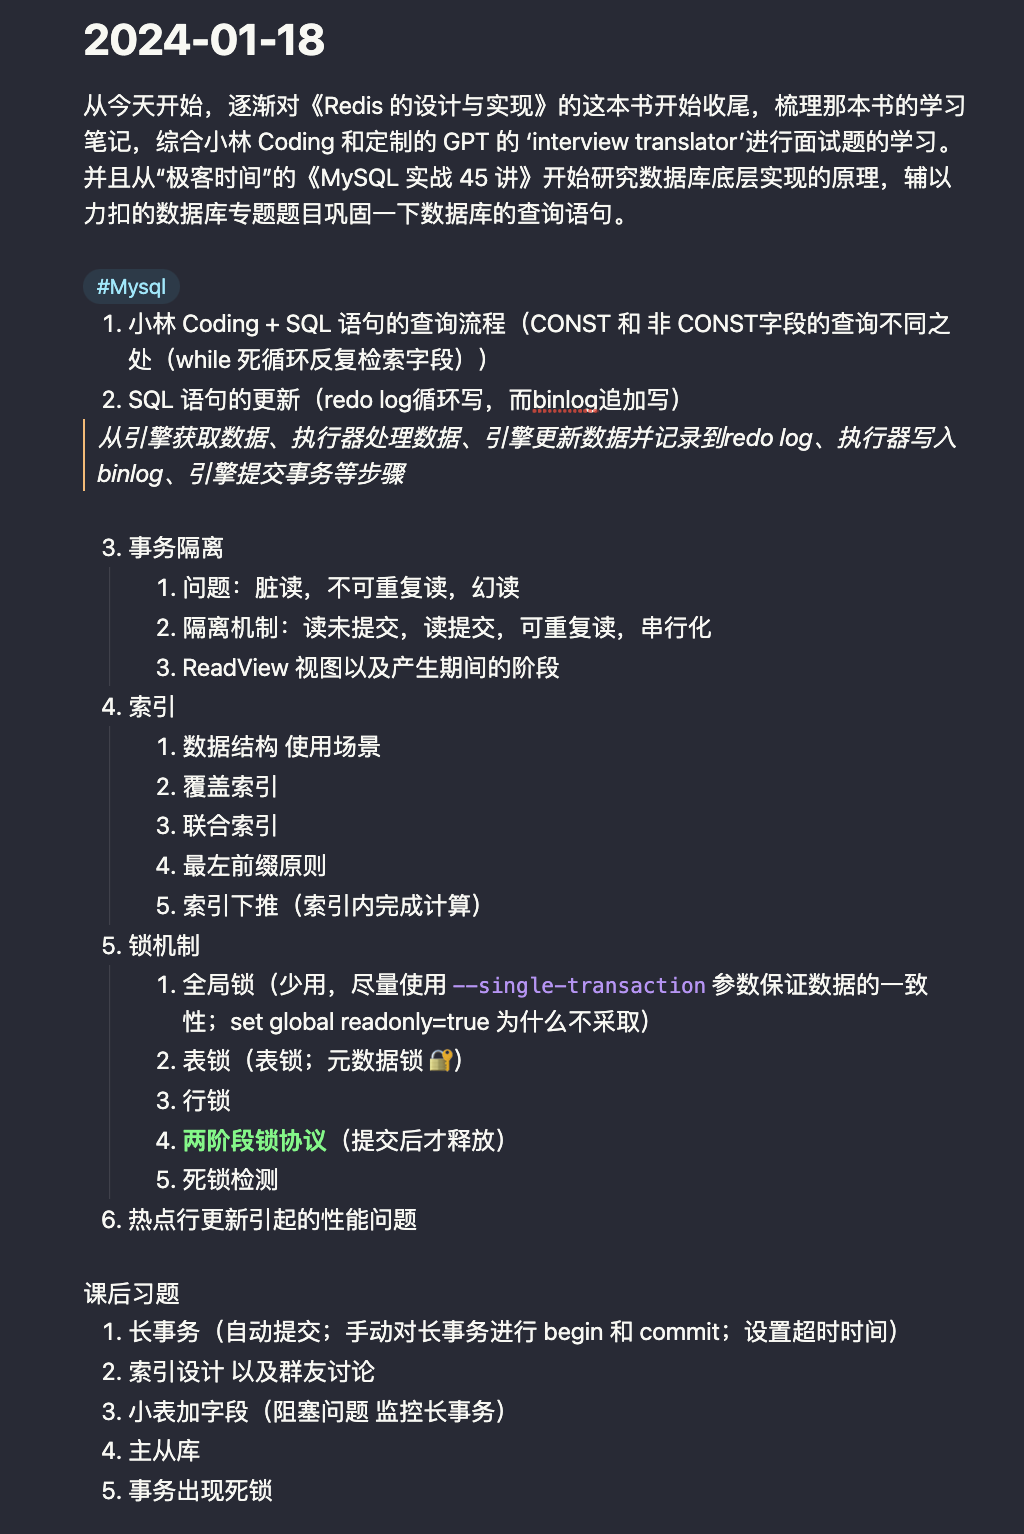 2024-01-18
从今天开始，逐渐对《Redis 的设计与实现》的这本书开始收尾，梳理那本书的学习
笔记，综合小林 Coding 和定制的 GPT 的 ‘interview translator’进行面试题的学习。
并且从“极客时间”的《MySQL 实战 45 讲》开始研究数据库底层实现的原理，辅以
力扣的数据库专题题目巩固一下数据库的查询语句。
#Mysql
1. 小林 Coding + SQL 语句的查询流程（CONST 和 非 CONST字段的查询不同之
处（while 死循环反复检索字段））
2. SQL 语句的更新（redo log循环写，而binlog追加写）
从引擎获取数据、执行器处理数据、引擎更新数据并记录到redo log、执行器写入
binlog、引擎提交事务等步骤
3. 事务隔离
1. 问题：脏读，不可重复读，幻读
2. 隔离机制：读未提交，读提交，可重复读，串行化
3. ReadView 视图以及产生期间的阶段
4. 索引
1. 数据结构 使用场景
2. 覆盖索引
3. 联合索引
4. 最左前缀原则
5. 索引下推（索引内完成计算）
5. 锁机制
1. 全局锁（少用，尽量使用 --single-transaction 参数保证数据的一致
性；set global readonly=true 为什么不采取）
2. 表锁（表锁；元数据锁 🔐）
3. 行锁
4. 两阶段锁协议（提交后才释放）
5. 死锁检测
6. 热点行更新引起的性能问题
课后习题
1. 长事务（自动提交；手动对长事务进行 begin 和 commit；设置超时时间）
2. 索引设计 以及群友讨论
3. 小表加字段（阻塞问题 监控长事务）
4. 主从库
5. 事务出现死锁